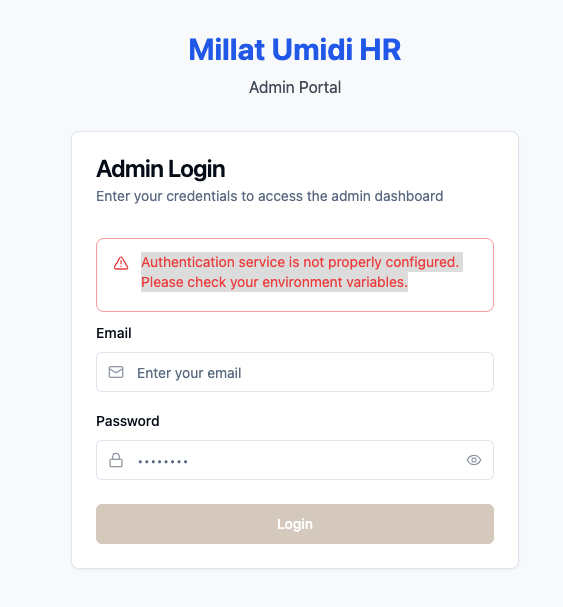 Millat Umidi HR
Admin Portal
Admin Login
Enter your credentials to access the admin dashboard
Authentication service is not properly configured.
Please check your environment variables.
Email
Enter your email
Password
••••••••
Login